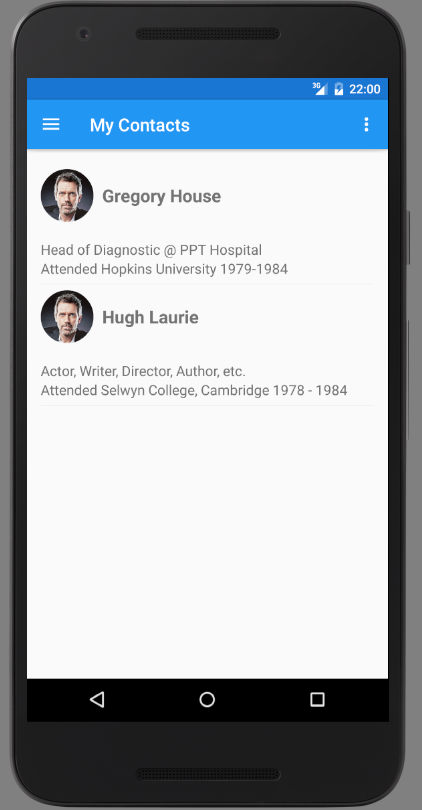 3G 22:00
My Contacts
Gregory House
Head of Diagnostic @ PPT Hospital
Attended Hopkins University 1979-1984
Hugh Laurie
Actor, Writer, Director, Author, etc.
Attended Selwyn College, Cambridge 1978 - 1984